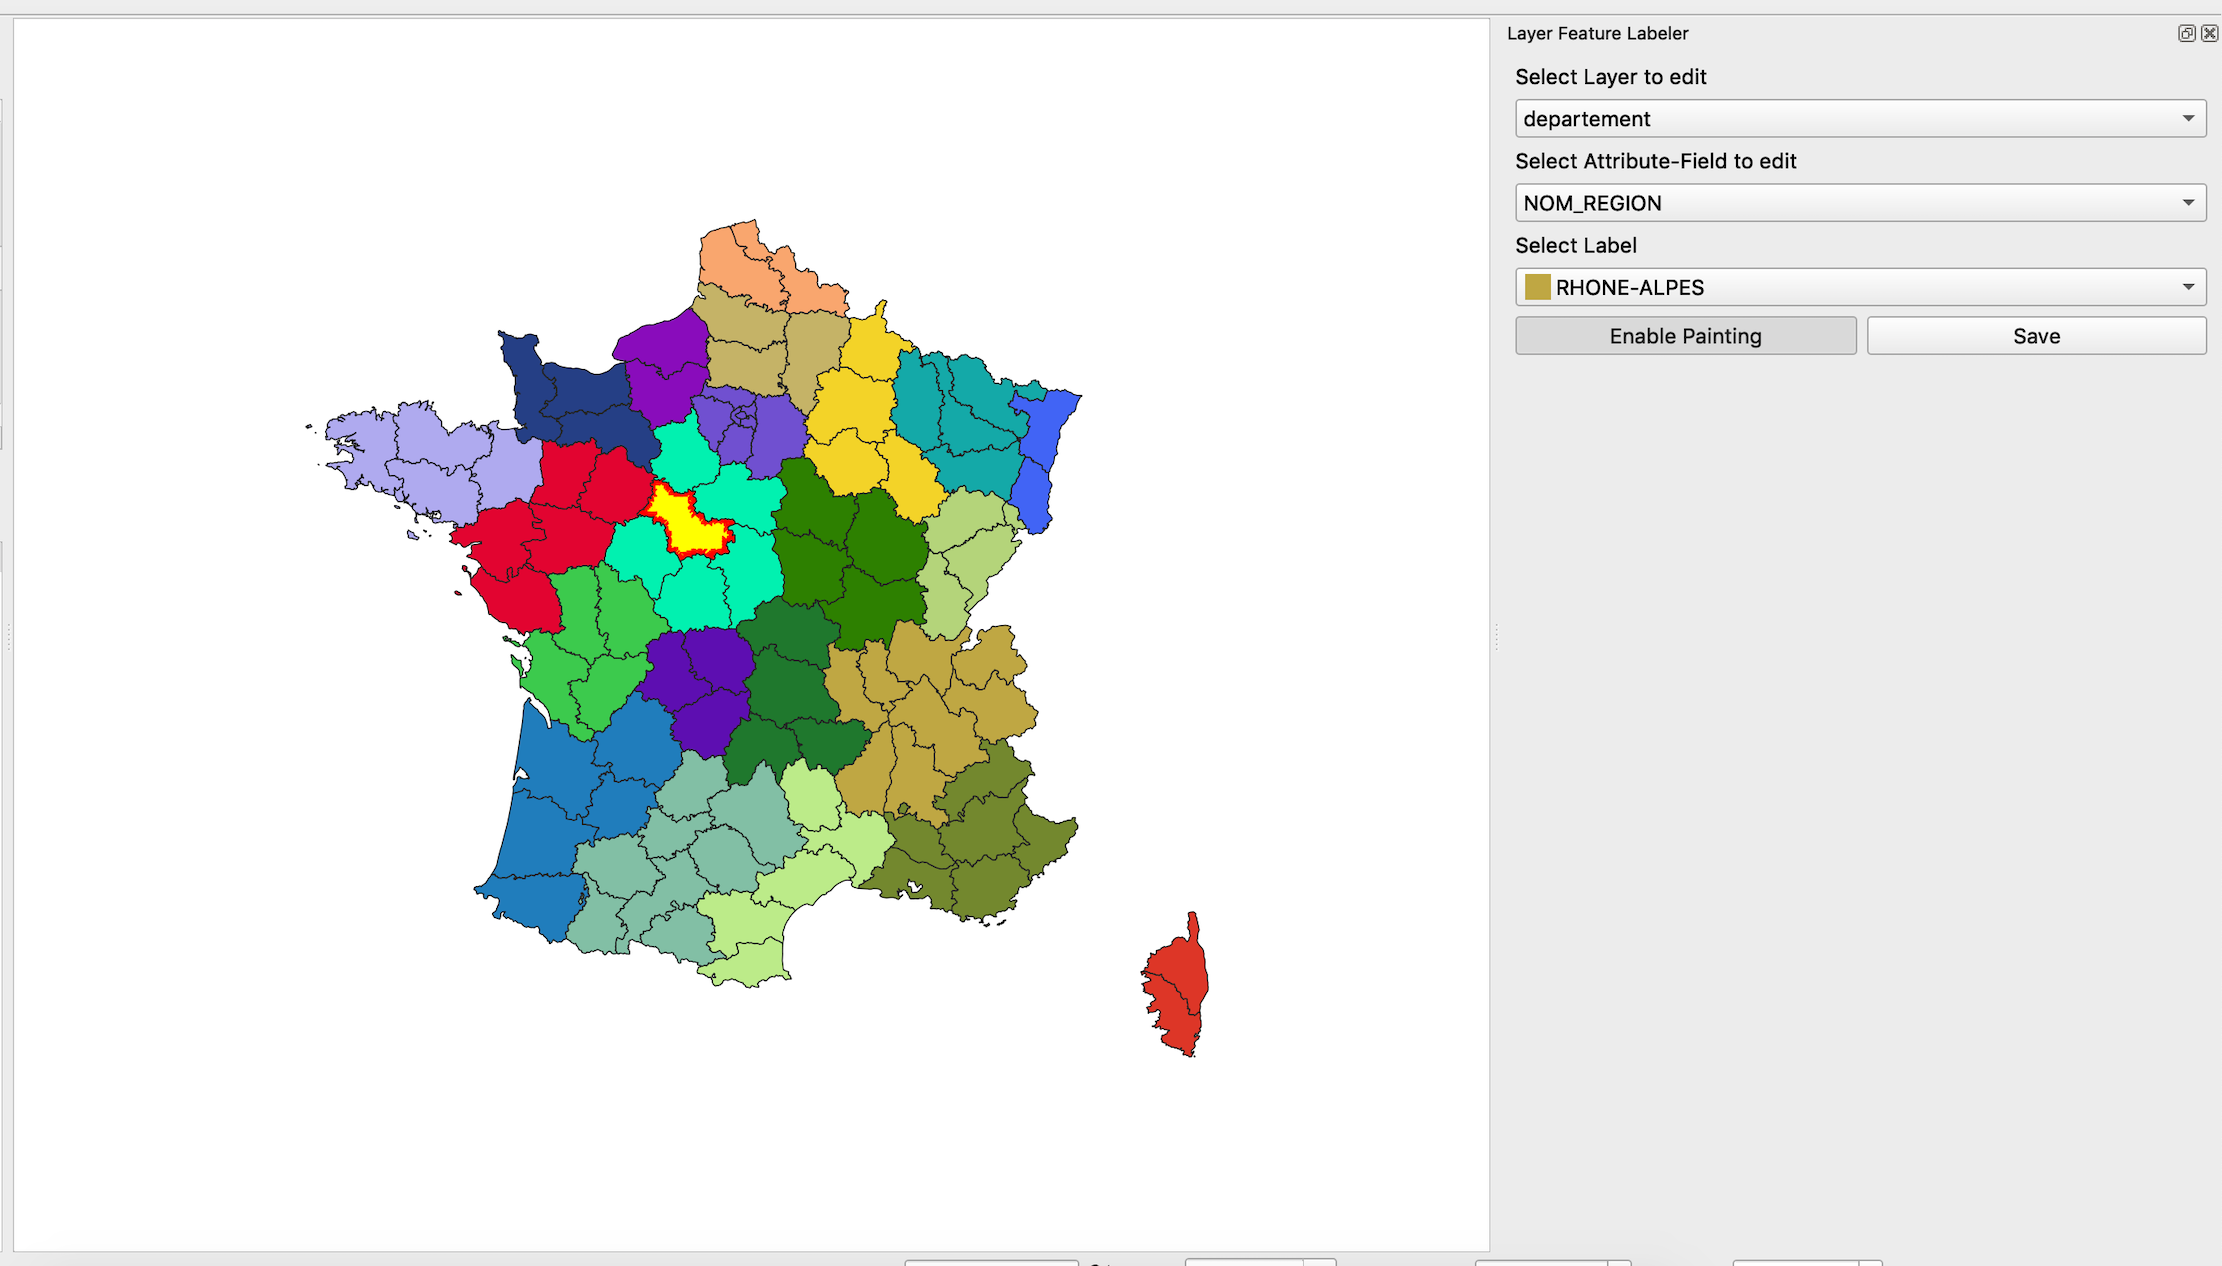 Layer Feature Labeler
Select Layer to edit
departement
Select Attribute-Field to edit
NOM_REGION
Select Label
RHONE-ALPES
Enable Painting
Save